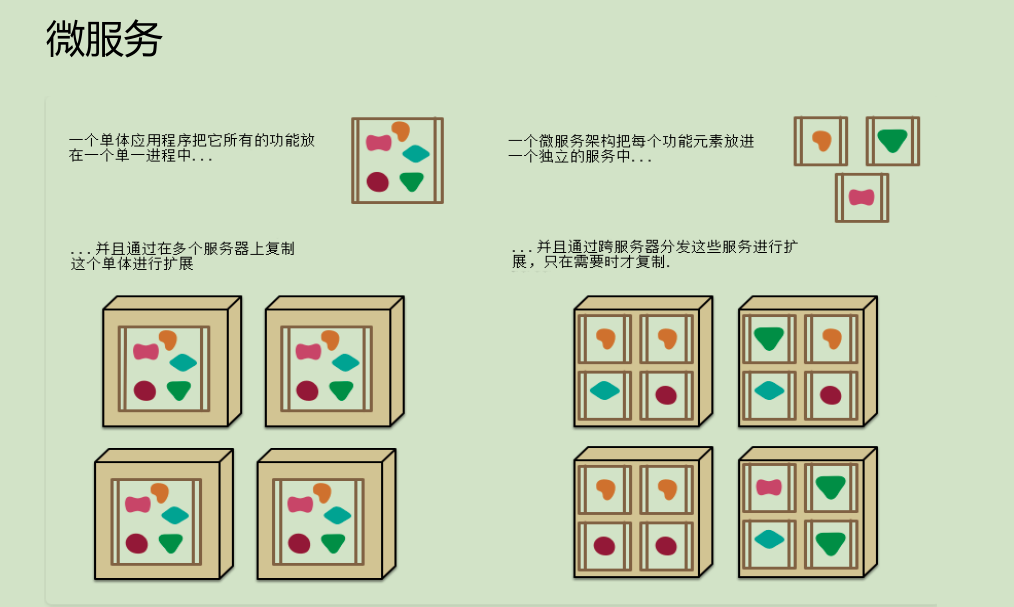 微服务
一个单体应用程序把它所有的功能放
在一个单一进程中...
一个微服务架构把每个功能元素放进
一个独立的服务中...
...并且通过在多个服务器上复制
这个单体进行扩展
...并且通过跨服务器分发这些服务进行扩
展，只在需要时才复制.